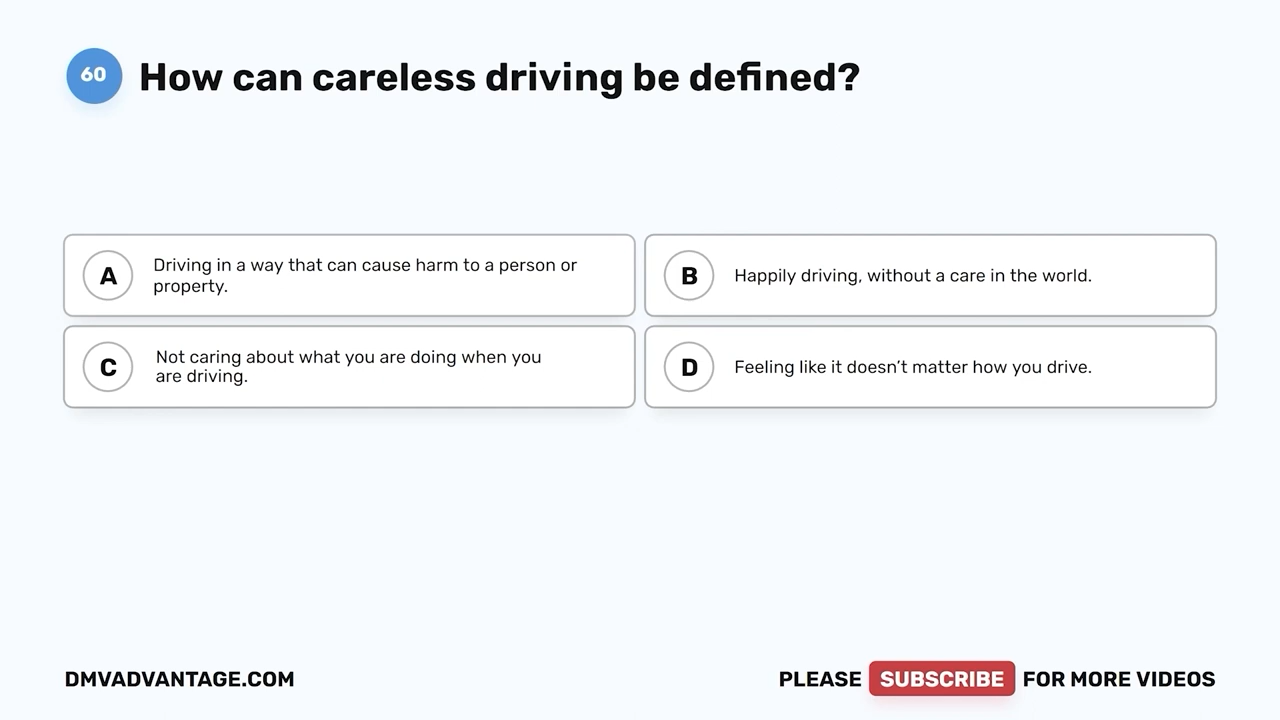 60
How can careless driving be defined?
A
Driving in a way that can cause harm to a person or
property.
B
Happily driving, without a care in the world.
C
Not caring about what you are doing when you
are driving.
D
Feeling like it doesn’t matter how you drive.
DMVADVANTAGE.COM
PLEASE SUBSCRIBE FOR MORE VIDEOS